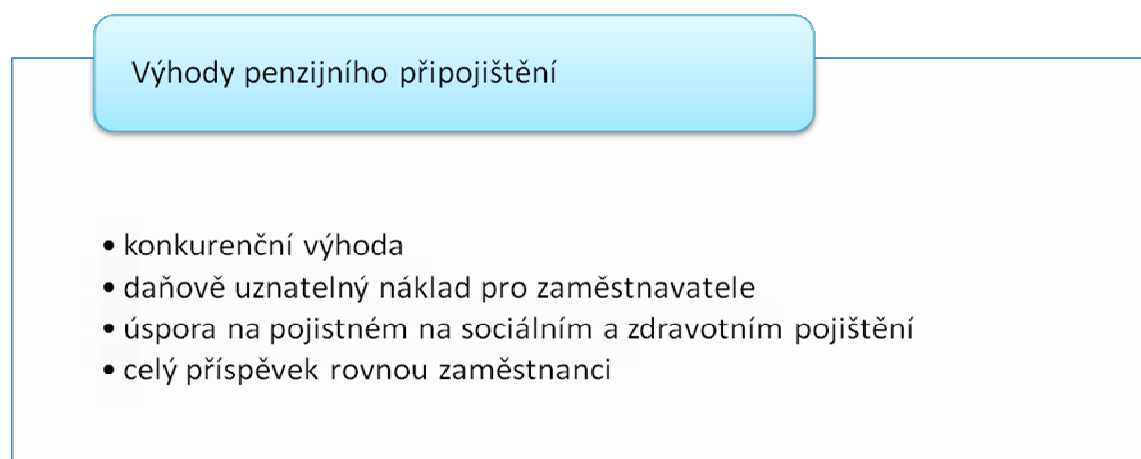 Výhody penzijního připojištění
• konkurenční výhoda
• daňově uznatelný náklad pro zaměstnavatele
• úspora na pojistném na sociálním a zdravotním pojištění
• celý příspěvek rovnou zaměstnanci